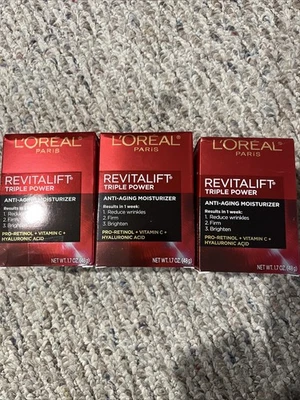 L'ORÉAL
PARIS
REVITALIFT®
TRIPLE POWER
ANTI-AGING MOISTURIZER
Results in 1
1. Reduce
2. Firm
3. Brighten
PRO-RETINOL + VITAMIN C +
HYALURONIC ACID
NET WT. 1.7 OZ. (48 g)
L'ORÉAL
PARIS
REVITALIFT®
TRIPLE POWER
ANTI-AGING MOISTURIZER
Results in 1 week:
1. Reduce wrinkles
2. Firm
3. Brighten
PRO-RETINOL + VITAMIN C +
HYALURONIC ACID
NET WT. 1.7 OZ. (48 g)
L'ORÉAL
PARIS
REVITALIFT®
TRIPLE POWER
ANTI-AGING MOISTURIZER
Results in 1 week:
1. Reduce wrinkles
2. Firm
3. Brighten
PRO-RETINOL + VITAMIN C +
HYALURONIC ACID
NET WT. 1.7 OZ. (48 g)